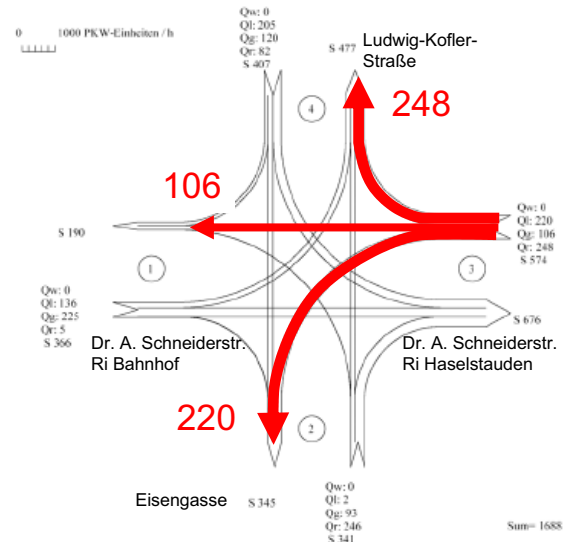 0 1000 PKW-Einheiten / h
Qw: 0
Ql: 205
Qg: 120
Qr: 82
S 407
S 477
Ludwig-Kofler-
Straße
4
248
106
S 190
Qw: 0
Ql: 220
Qg: 106
Qr: 248
S 574
1
3
Qw: 0
Ql: 136
Qg: 225
Qr: 5
S 366
S 676
Dr. A. Schneiderstr.
Ri Bahnhof
Dr. A. Schneiderstr.
Ri Haselstauden
220
2
Eisengasse
S 345
Qw: 0
Ql: 2
Qg: 93
Qr: 246
S 341
Sum= 1688